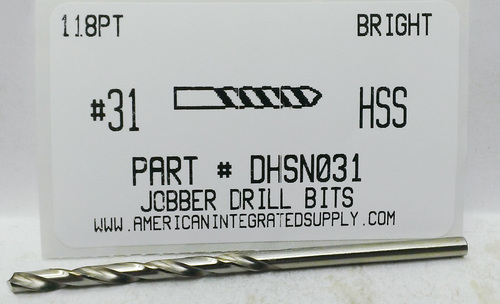 118PT BRIGHT
#31 HSS
PART # DHSN031
JOBBER DRILL BITS
WWW.AMERICANINTEGRATEDSUPPLY.COM